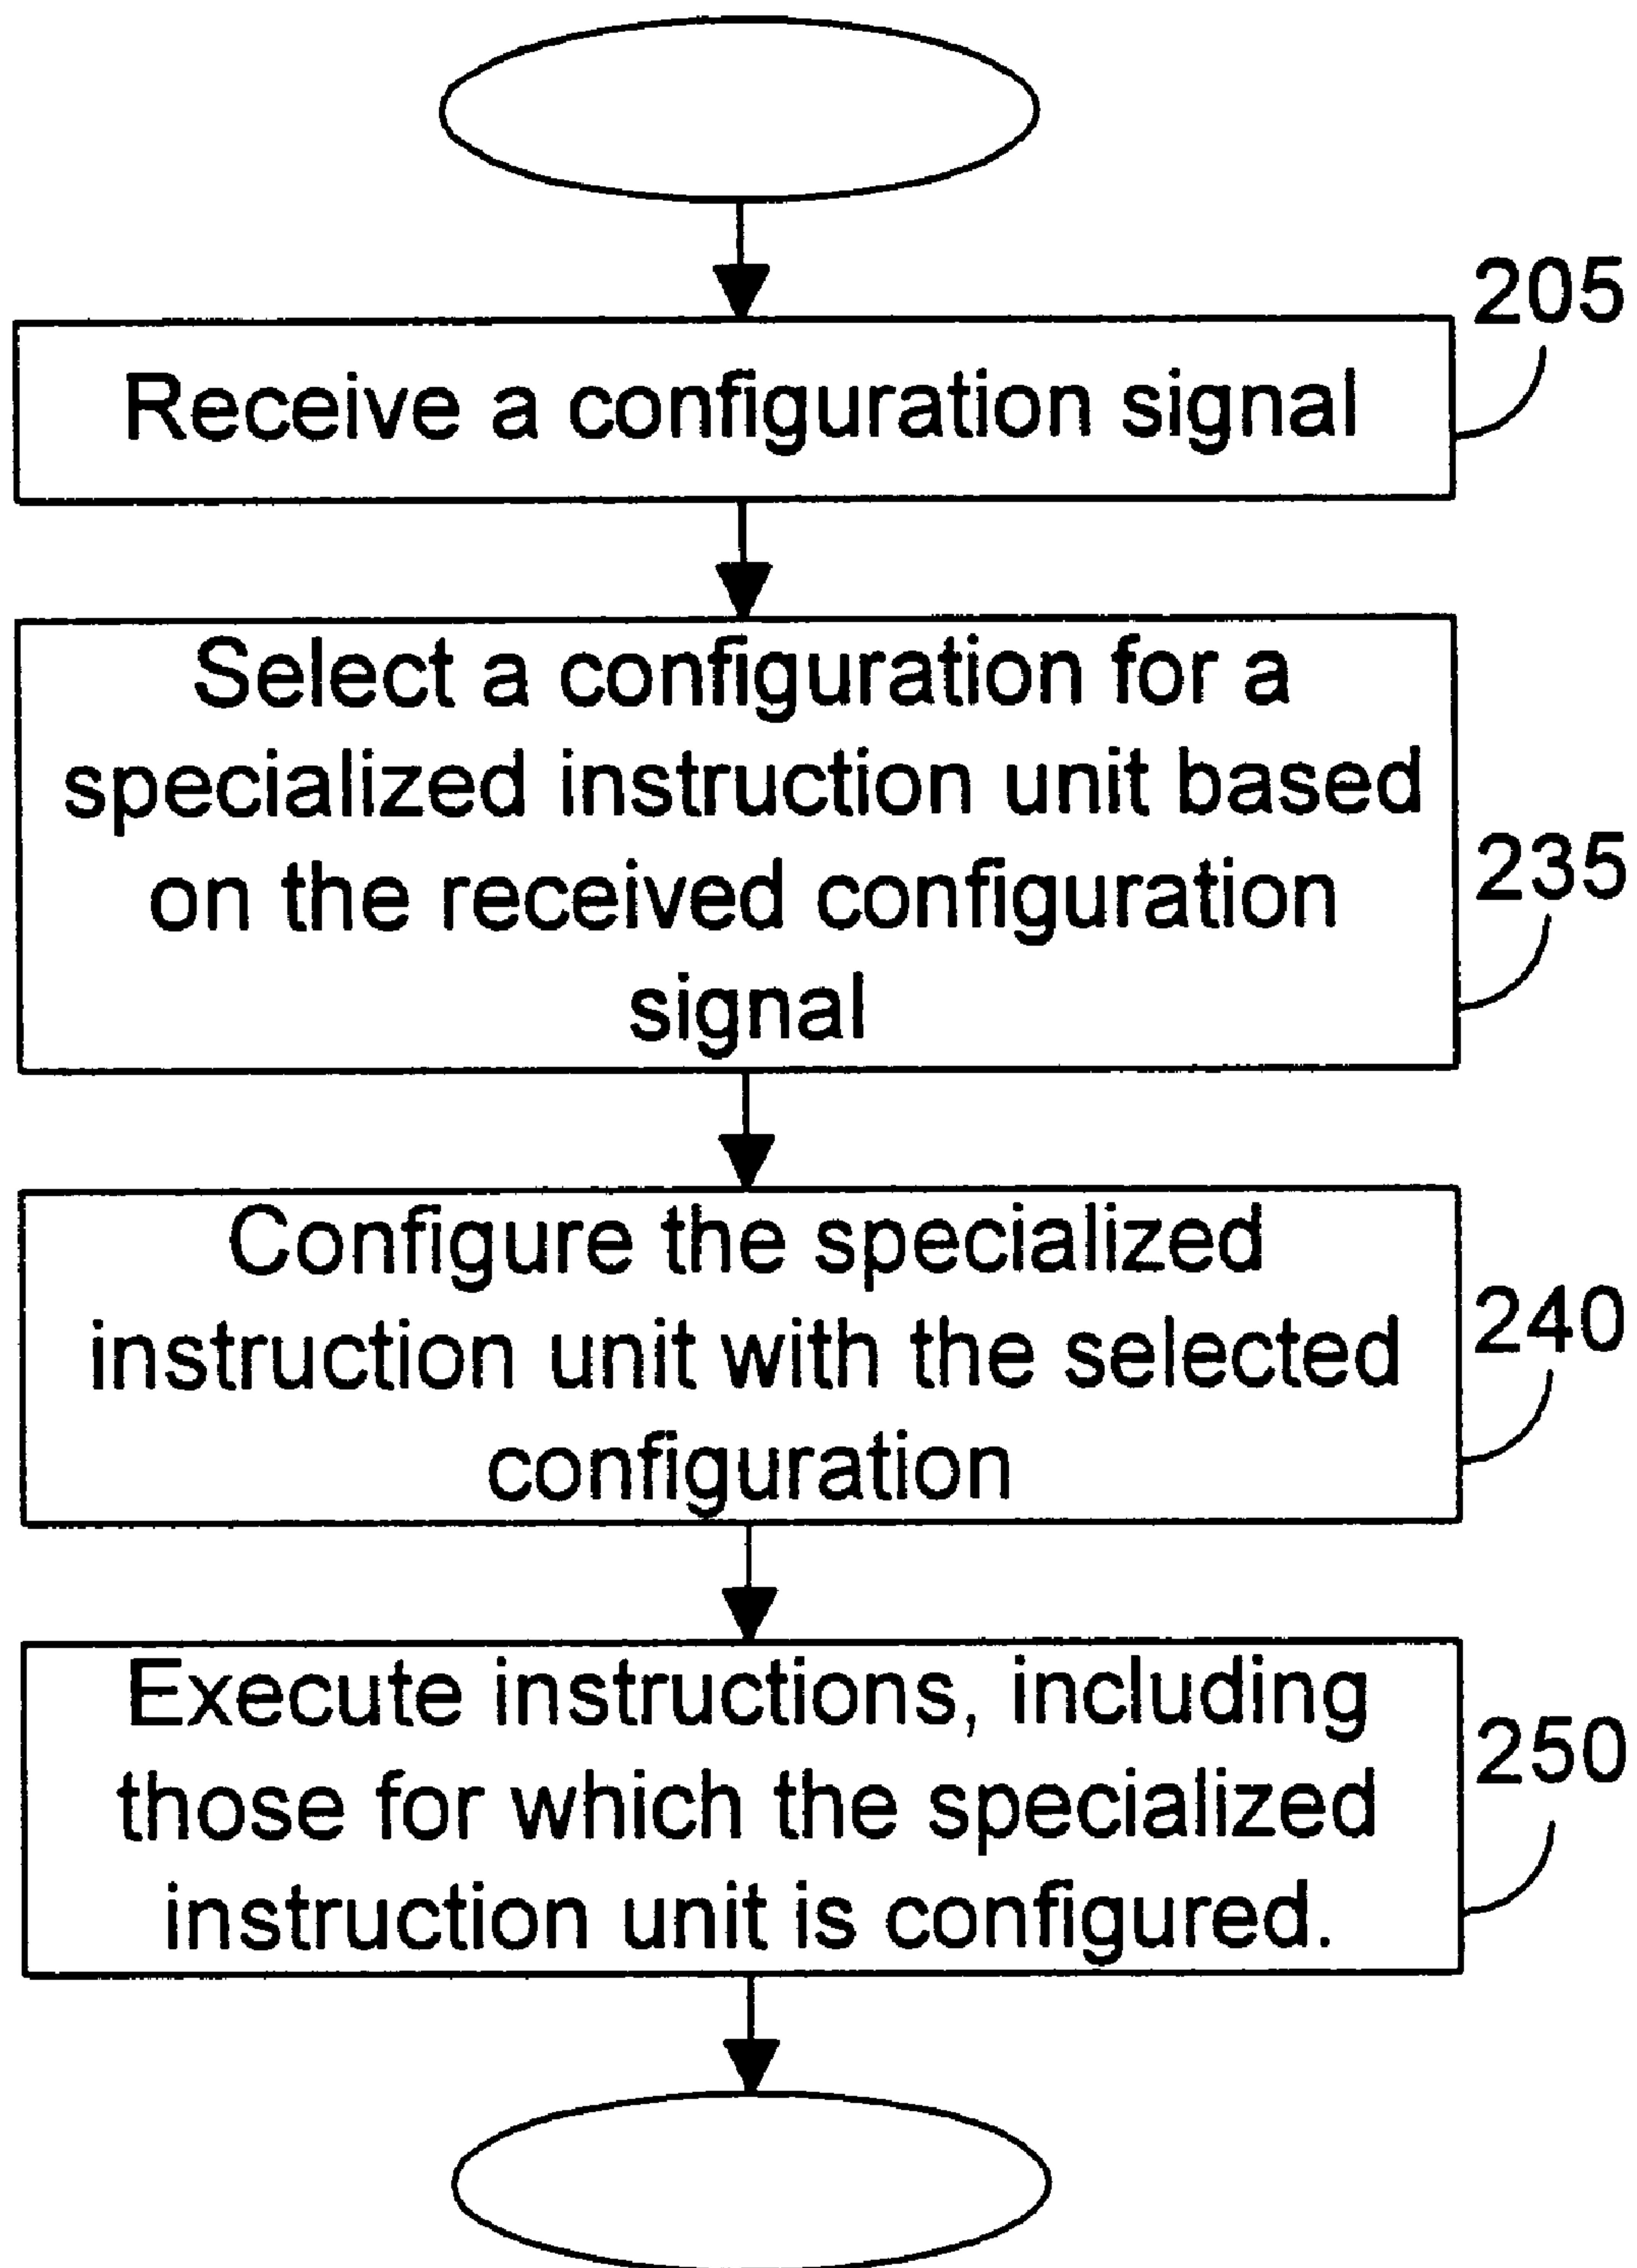 205
Receive a configuration signal
Select a configuration for a
specialized instruction unit based
on the received configuration
signal
235
Configure the specialized
instruction unit with the selected
configuration
240
Execute instructions, including
those for which the specialized
instruction unit is configured.
250